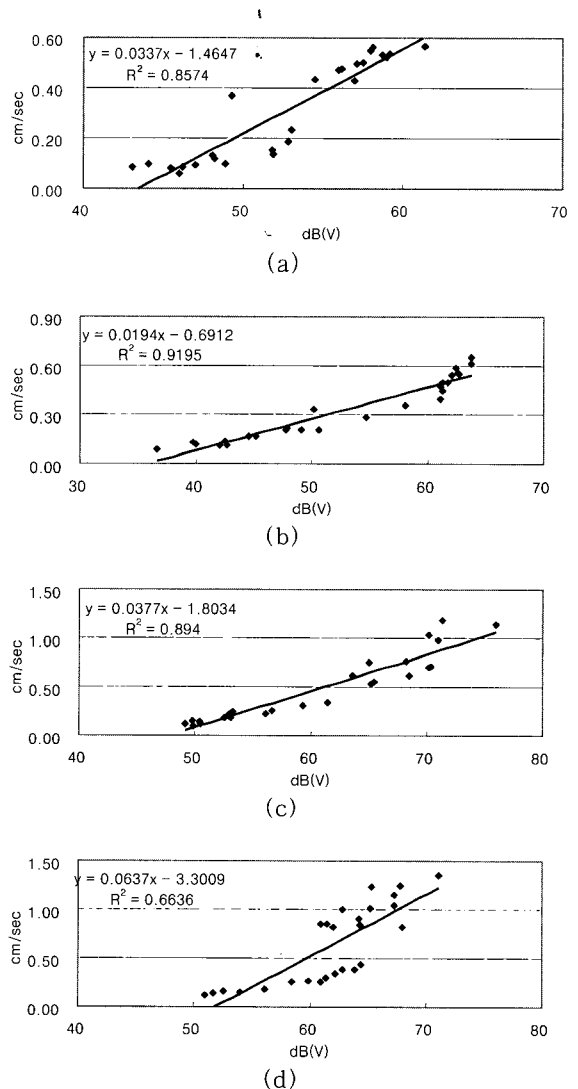 y = 0.0337x − 1.4647
R² = 0.8574
0.60
0.40
0.20
0.00
cm/sec
40 50 60 70
dB(V)
(a)
y = 0.0194x − 0.6912
R² = 0.9195
0.90
0.60
0.30
0.00
cm/sec
30 40 50 60 70
dB(V)
(b)
y = 0.0377x − 1.8034
R² = 0.894
1.50
1.00
0.50
0.00
cm/sec
40 50 60 70 80
dB(V)
(c)
y = 0.0637x − 3.3009
R² = 0.6636
1.50
1.00
0.50
0.00
cm/sec
40 50 60 70 80
dB(V)
(d)